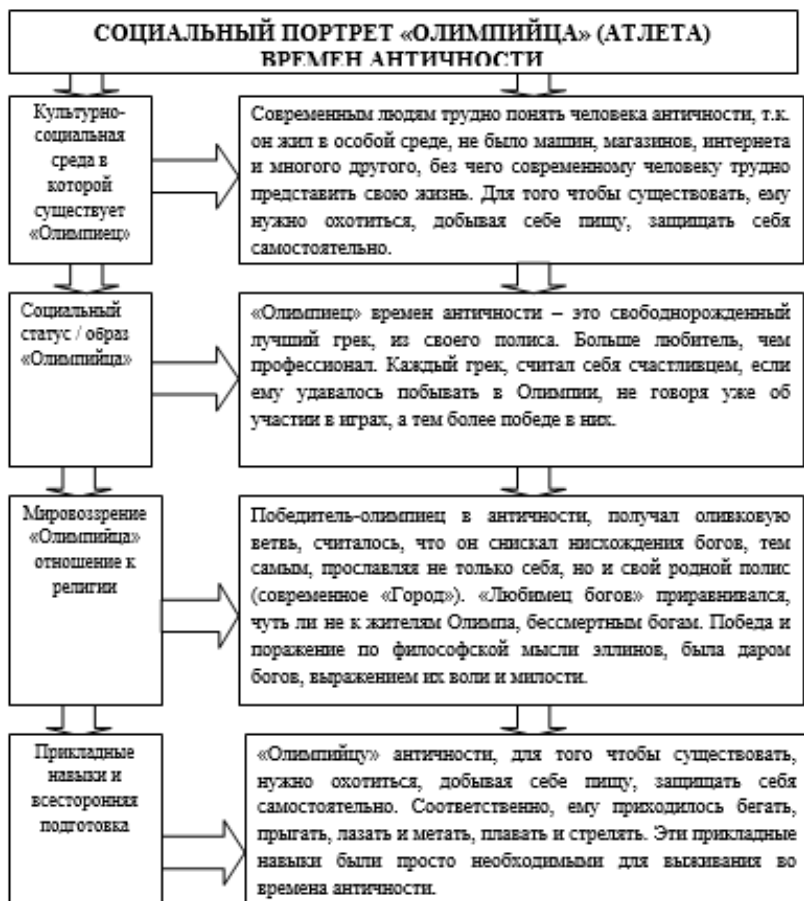 СОЦИАЛЬНЫЙ ПОРТРЕТ «ОЛИМПИЙЦА» (АТЛЕТА)
ВРЕМЕН АНТИЧНОСТИ
Культурно-
социальная
среда в
которой
существует
«Олимпиец»
Современным людям трудно понять человека античности, т.к.
он жил в особой среде, не было машин, магазинов, интернета
и многого другого, без чего современному человеку трудно
представить свою жизнь. Для того чтобы существовать, ему
нужно охотиться, добывая себе пищу, защищать себя
самостоятельно.
Социальный
статус / образ
«Олимпийца»
«Олимпиец» времен античности – это свободнорожденный
лучший грек, из своего полиса. Больше любитель, чем
профессионал. Каждый грек, считал себя счастливцем, если
ему удавалось побывать в Олимпии, не говоря уже об
участии в играх, а тем более победе в них.
Мировоззрение
«Олимпийца»
отношение к
религии
Победитель-олимпиец в античности, получал оливковую
ветвь, считалось, что он снискал нисхождения богов, тем
самым, прославляя не только себя, но и свой родной полис
(современное «Город»). «Любимец богов» приравнивался,
чуть ли не к жителям Олимпа, бессмертным богам. Победа и
поражение по философской мысли эллинов, была даром
богов, выражением их воли и милости.
Прикладные
навыки и
всесторонняя
подготовка
«Олимпийцу» античности, для того чтобы существовать,
нужно охотиться, добывая себе пищу, защищать себя
самостоятельно. Соответственно, ему приходилось бегать,
прыгать, лазать и метать, плавать и стрелять. Эти прикладные
навыки были просто необходимыми для выживания во
времена античности.